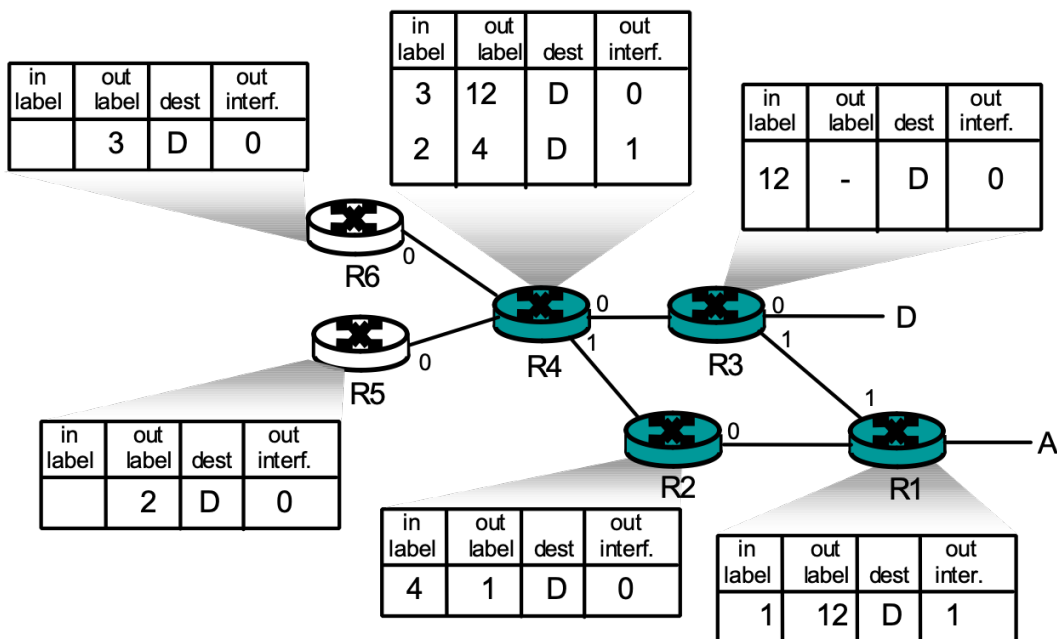 in out dest out
label label interf.
3 12 D 0
2 4 D 1
in out dest out
label label interf.
3 D 0
in out dest out
label label interf.
12 - D 0
R6
0
R5
0
R4
0
1
R3
0
1
D
R2
0
R1
1
A
in out dest out
label label interf.
2 D 0
in out dest out
label label interf.
4 1 D 0
in out dest out
label label inter.
1 12 D 1